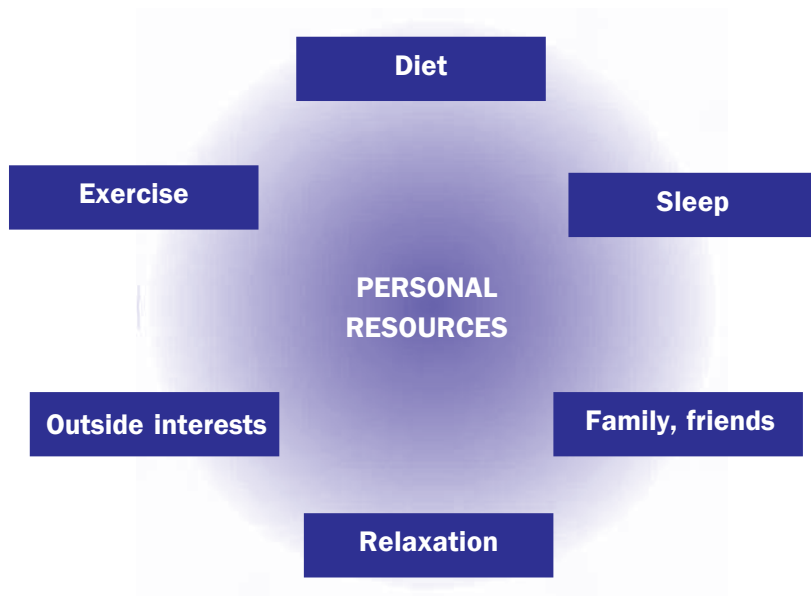 Diet
Exercise
Sleep
PERSONAL
RESOURCES
Outside interests
Family, friends
Relaxation